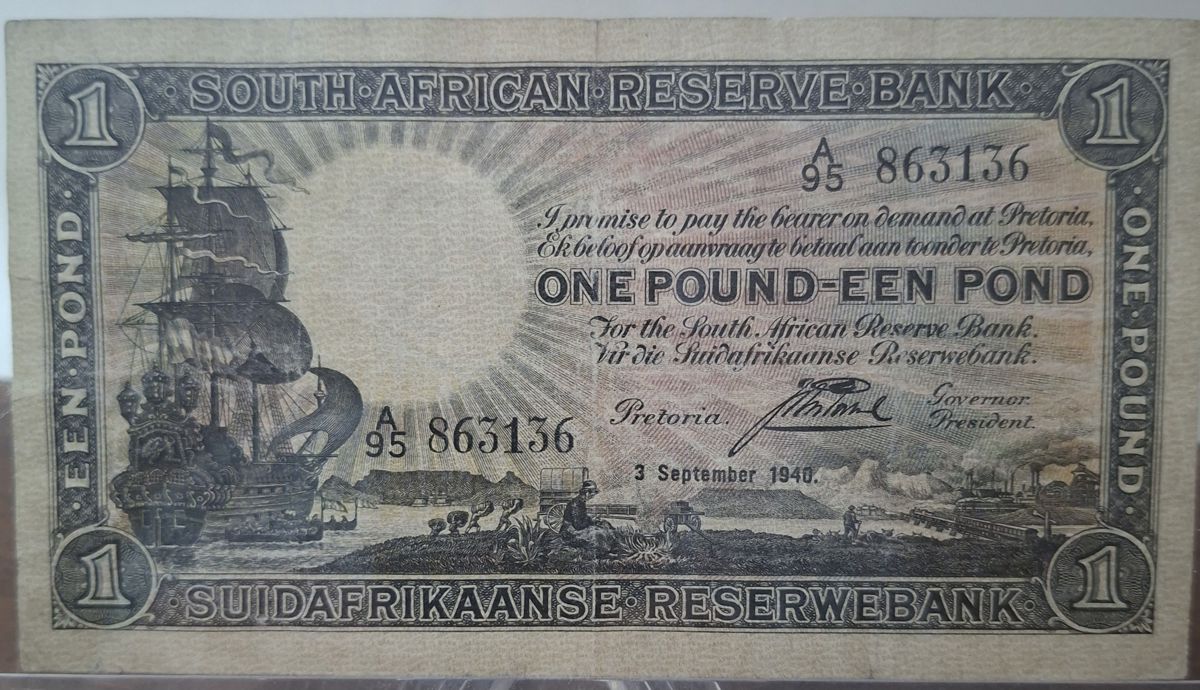 1
SOUTH·AFRICAN·RESERVE·BANK
1
A/95 863136
I promise to pay the bearer on demand at Pretoria,
Ek beloof op aanvraag te betaal aan toonder te Pretoria,
ONE POUND-EEN POND
For the South African Reserve Bank.
Vir die Suidafrikaanse Reserwebank.
Pretoria.
Governor.
President.
A/95 863136
3 September 1940.
·EEN·POND·
·ONE·POUND·
1
·SUIDAFRIKAANSE·RESERWEBANK·
1